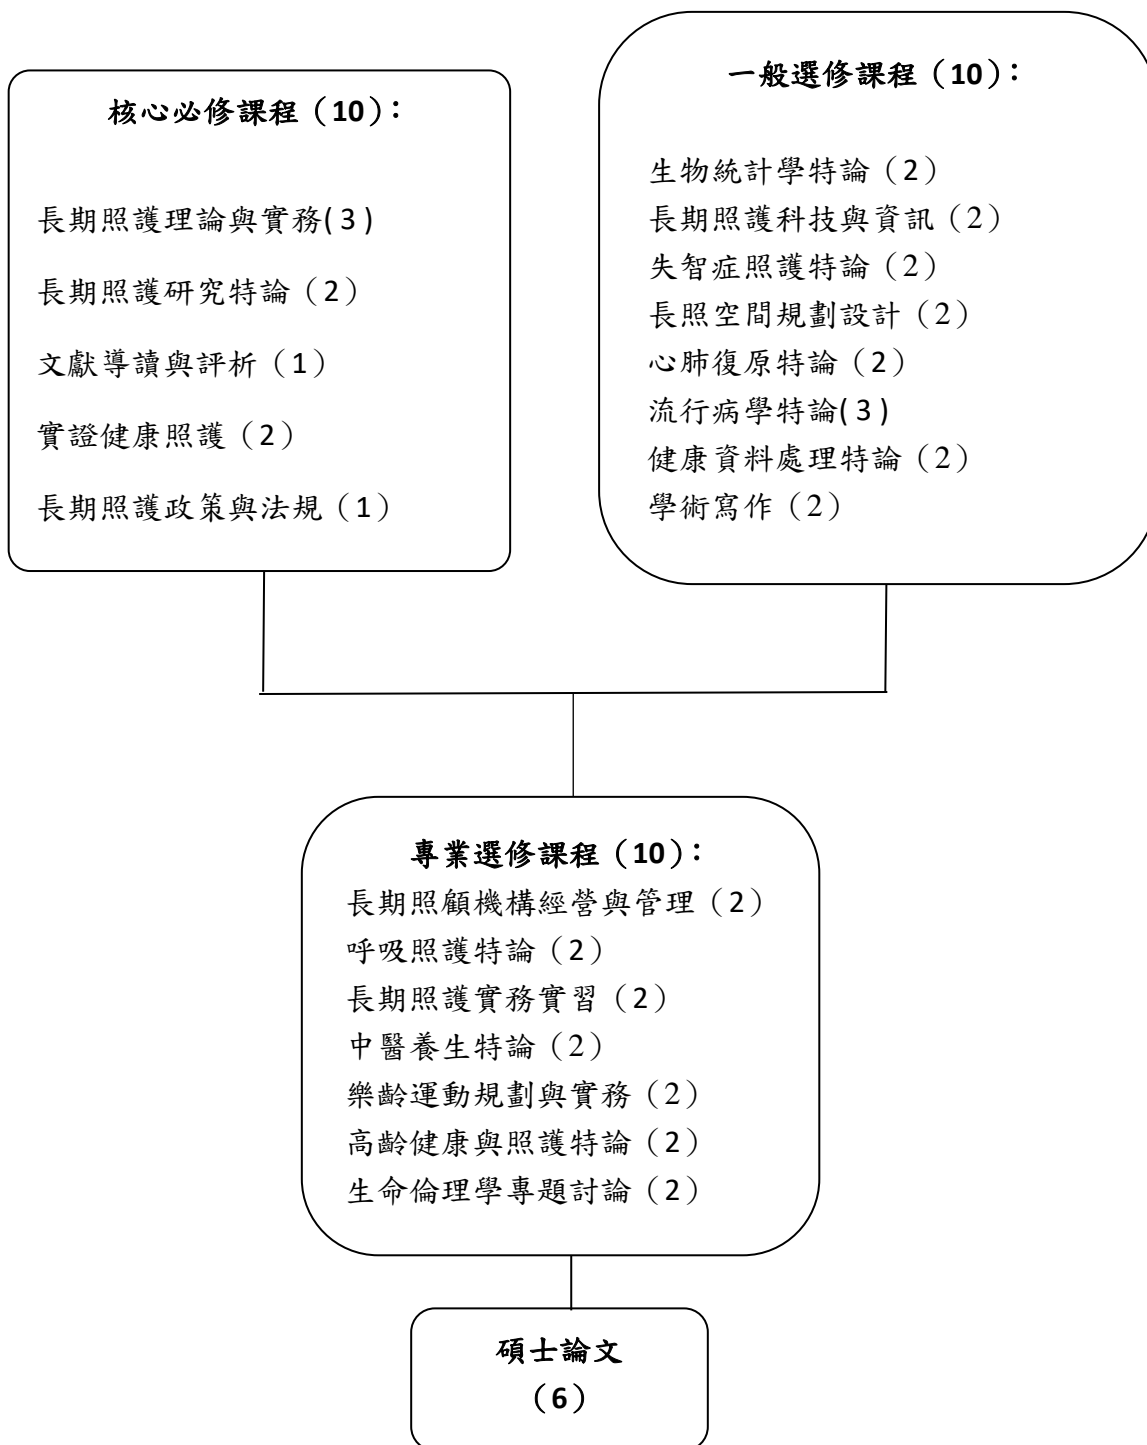 核心必修課程（10）：
長期照護理論與實務(3)
長期照護研究特論（2）
文獻導讀與評析（1）
實證健康照護（2）
長期照護政策與法規（1）
一般選修課程（10）：
生物統計學特論（2）
長期照護科技與資訊（2）
失智症照護特論（2）
長照空間規劃設計（2）
心肺復原特論（2）
流行病學特論(3)
健康資料處理特論（2）
學術寫作（2）
專業選修課程（10）：
長期照顧機構經營與管理（2）
呼吸照護特論（2）
長期照護實務實習（2）
中醫養生特論（2）
樂齡運動規劃與實務（2）
高齡健康與照護特論（2）
生命倫理學專題討論（2）
碩士論文
（6）